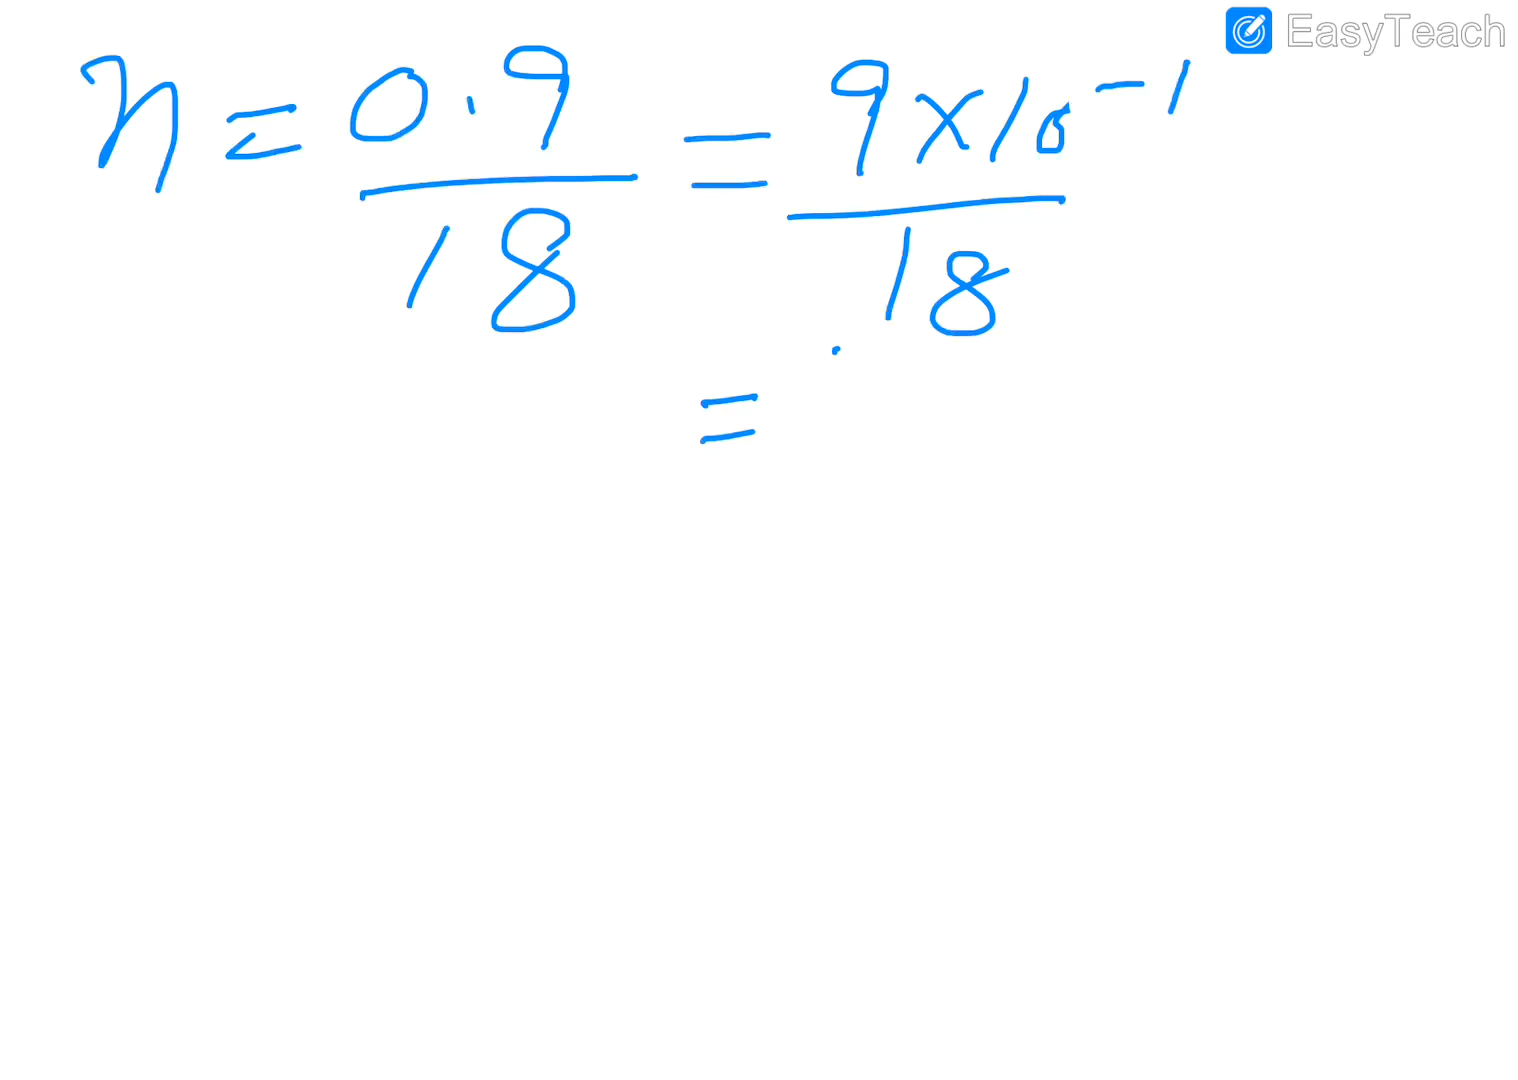 EasyTeach
n = 0.9/18 = 9×10⁻¹/18
=